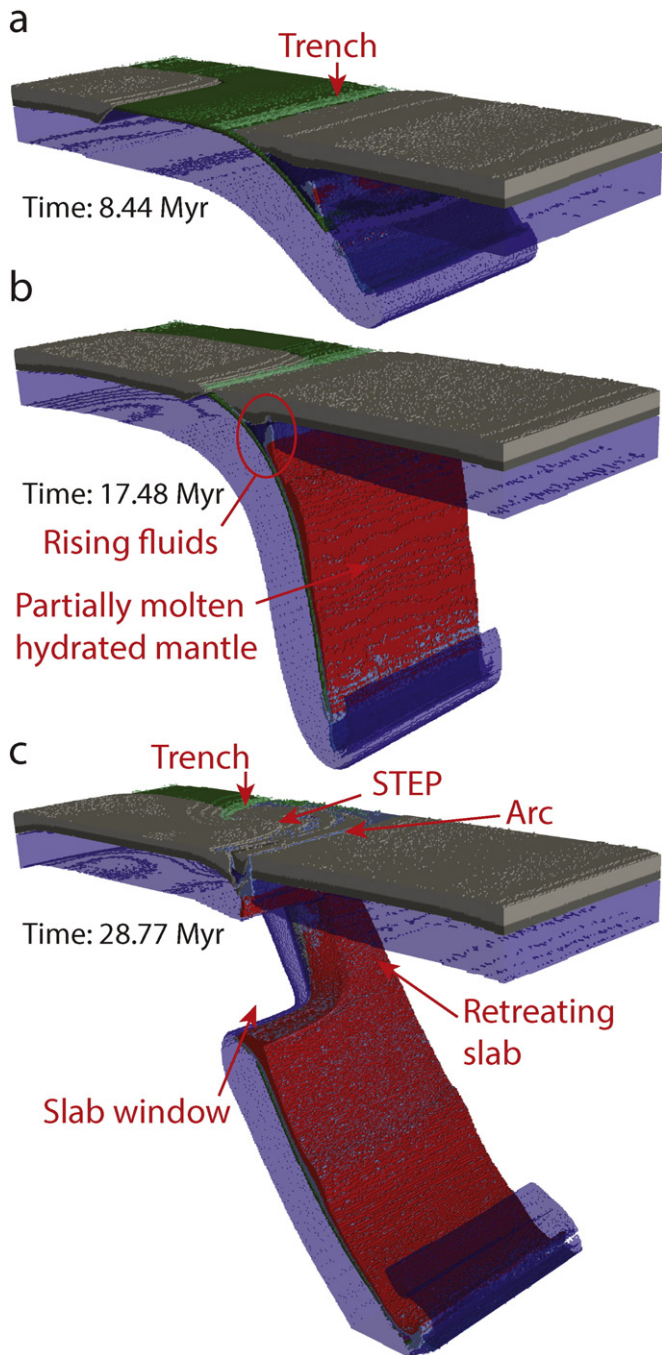 a
Trench
Time: 8.44 Myr
b
Time: 17.48 Myr
Rising fluids
Partially molten
hydrated mantle
c
Trench
STEP
Arc
Time: 28.77 Myr
Retreating
slab
Slab window